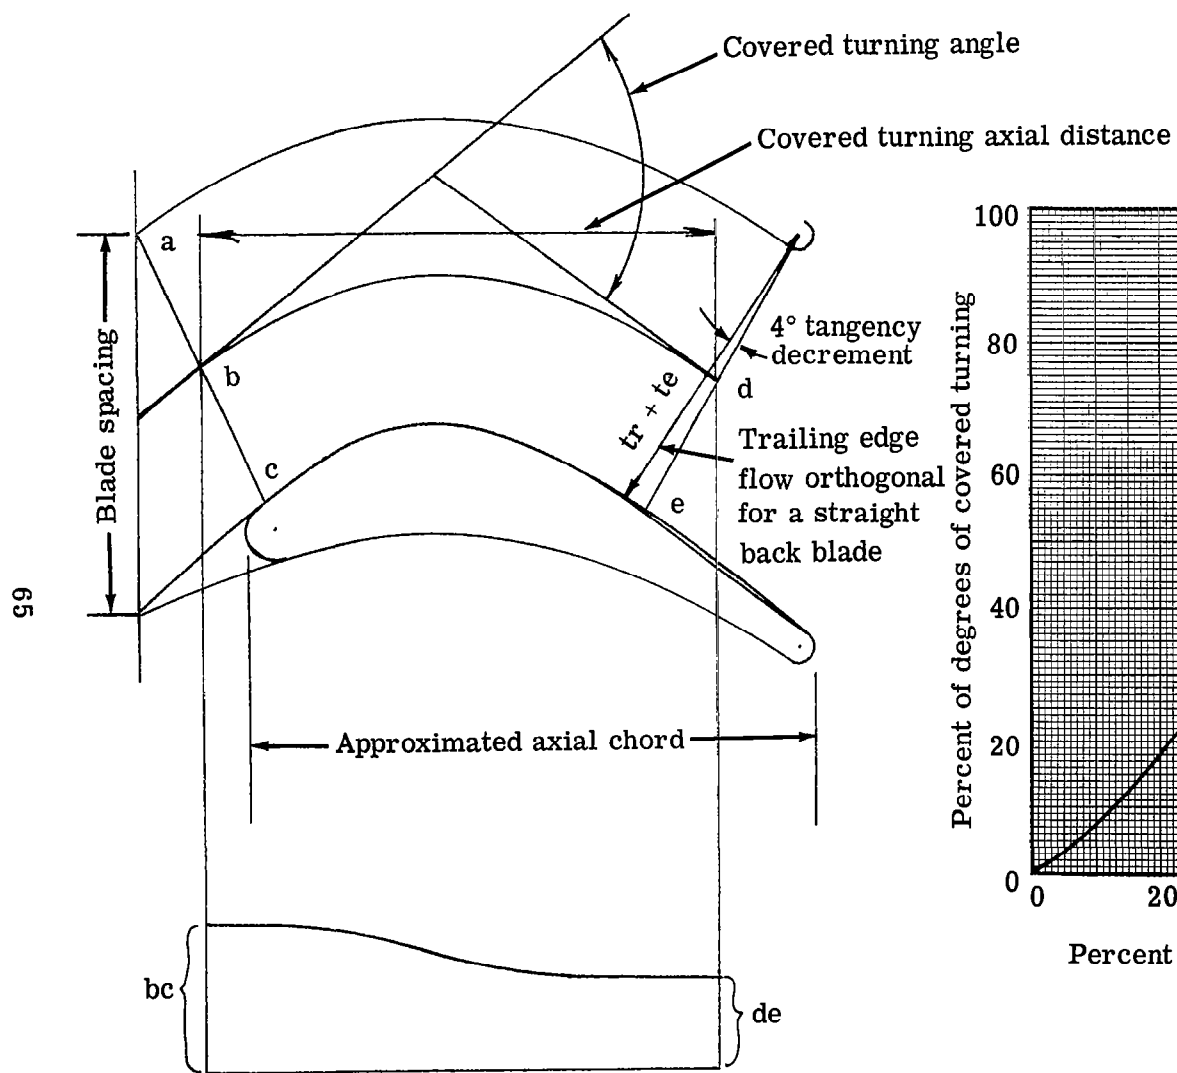 Covered turning angle
Covered turning axial distance
a
b
c
d
e
Blade spacing
4° tangency
decrement
tr + te
Trailing edge
flow orthogonal
for a straight
back blade
Approximated axial chord
bc
de
65
Percent of degrees of covered turning
100
80
60
40
20
0
0
20
Percent